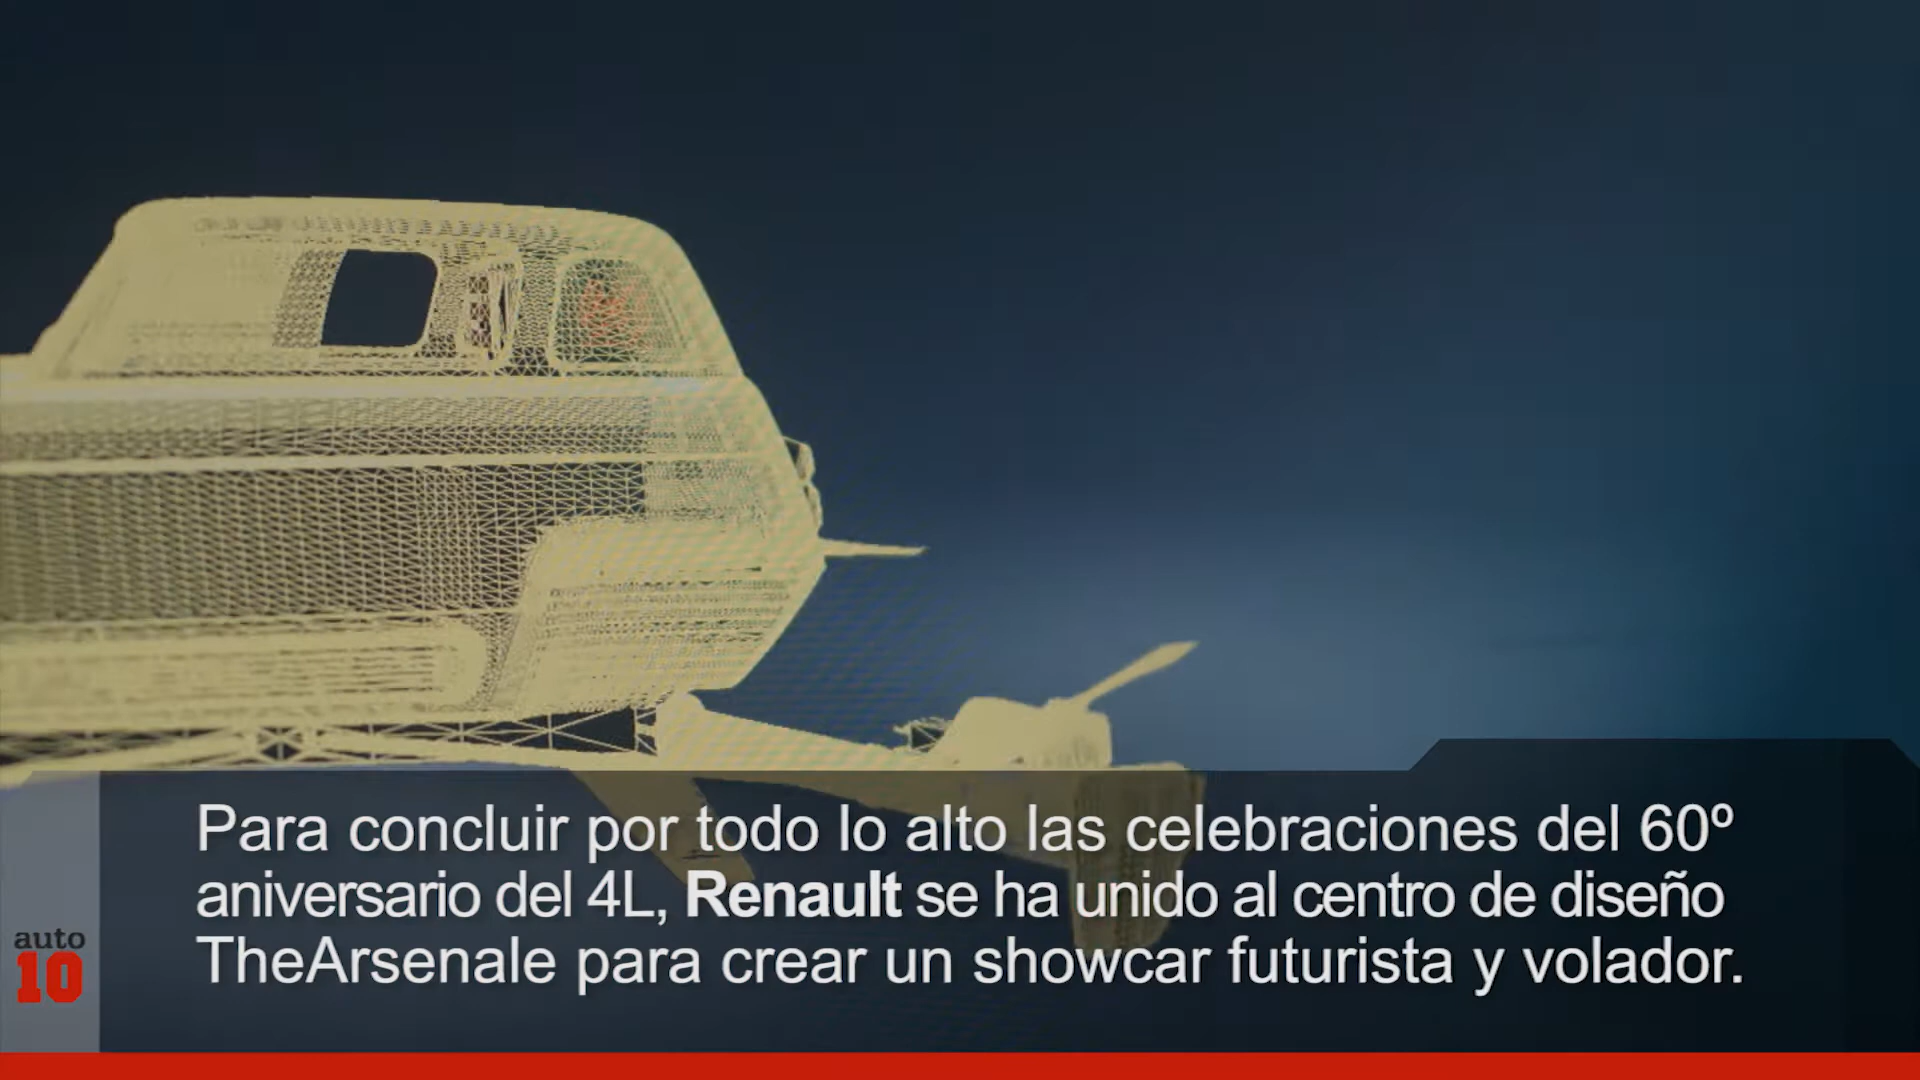 Para concluir por todo lo alto las celebraciones del 60º
aniversario del 4L, Renault se ha unido al centro de diseño
TheArsenale para crear un showcar futurista y volador.
auto
10